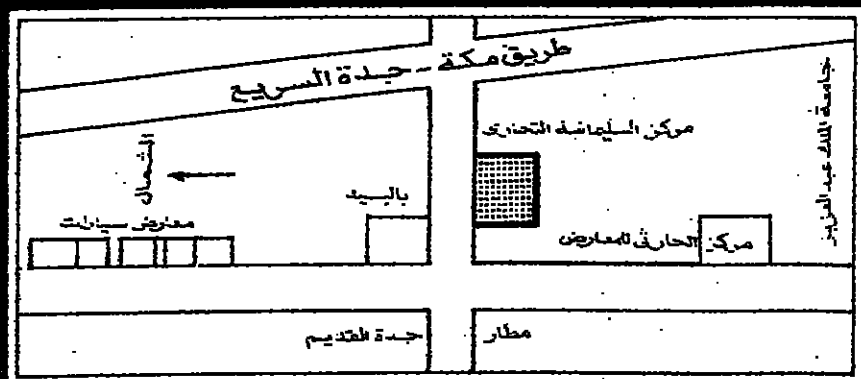 طريق مكة - جدة السريع
جامعة الملك عبد العزيز
مركز السليمانية التجاري
الشمال
بالبيد
معارض سيارات
مركز الحارثي للمعارض
مطار
جدة القديم